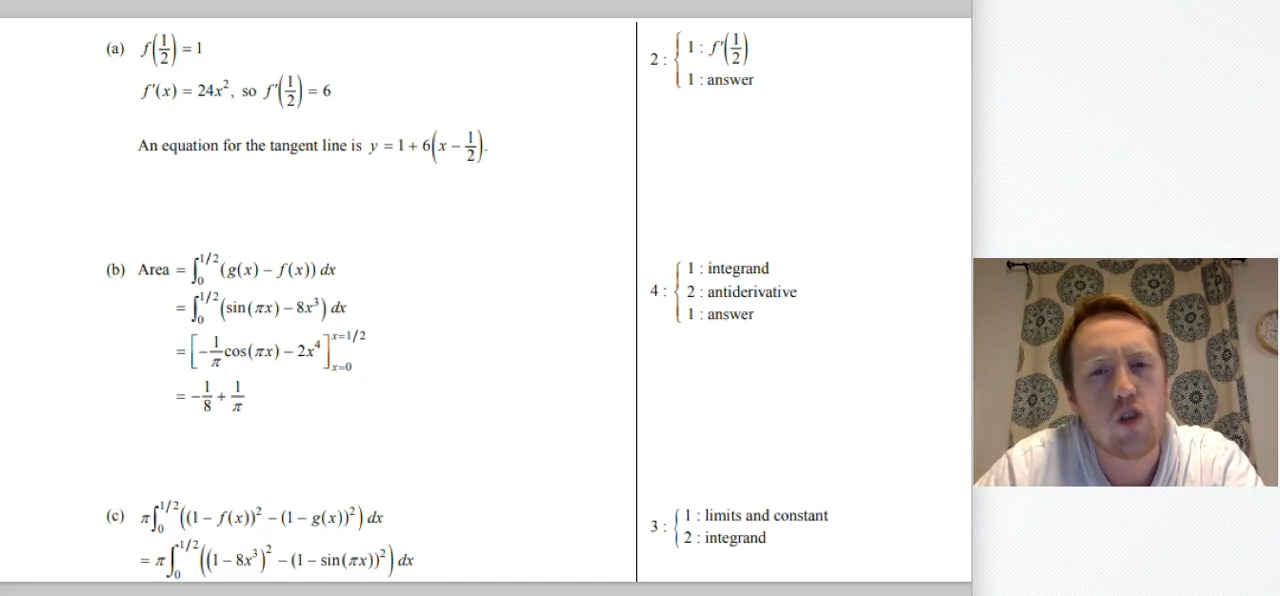 (a) f(1/2) = 1
f′(x) = 24x², so f′(1/2) = 6
An equation for the tangent line is y = 1 + 6(x − 1/2).
2 : { 1 : f′(1/2)
1 : answer
(b) Area = ∫₀^{1/2} (g(x) − f(x)) dx
= ∫₀^{1/2} (sin(πx) − 8x³) dx
= [−1/π cos(πx) − 2x⁴]_{x=0}^{x=1/2}
= −1/8 + 1/π
4 : { 1 : integrand
2 : antiderivative
1 : answer
(c) π∫₀^{1/2} ((1 − f(x))² − (1 − g(x))²) dx
= π∫₀^{1/2} ((1 − 8x³)² − (1 − sin(πx))²) dx
3 : { 1 : limits and constant
2 : integrand